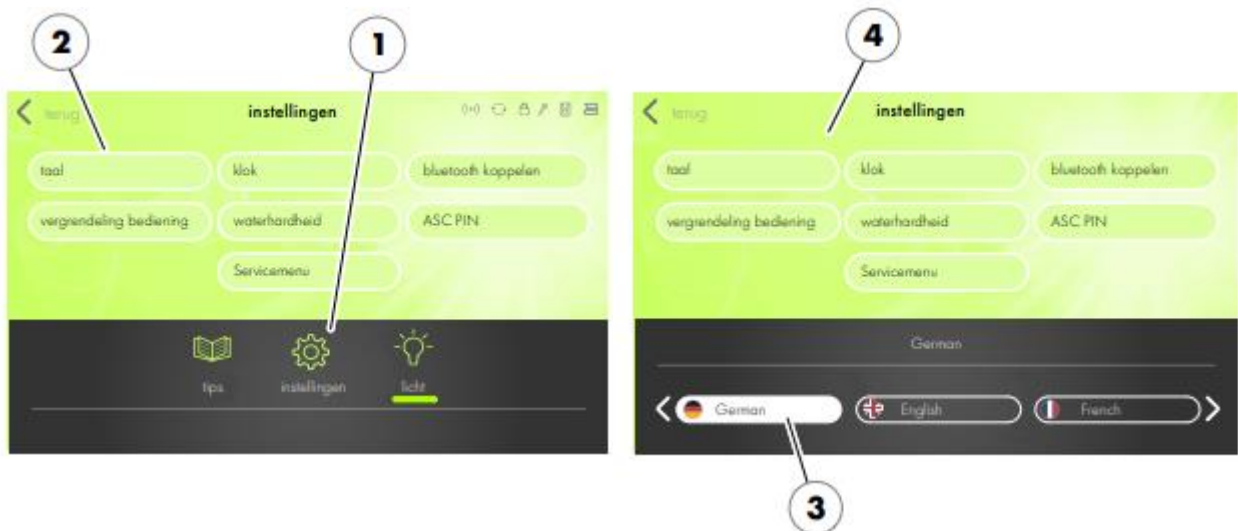 2
1
terug
instellingen
taal
klok
bluetooth koppelen
vergrendeling bediening
waterhardheid
ASC PIN
Servicemenu
tips
instellingen
licht
4
terug
instellingen
taal
klok
bluetooth koppelen
vergrendeling bediening
waterhardheid
ASC PIN
Servicemenu
German
German
English
French
3